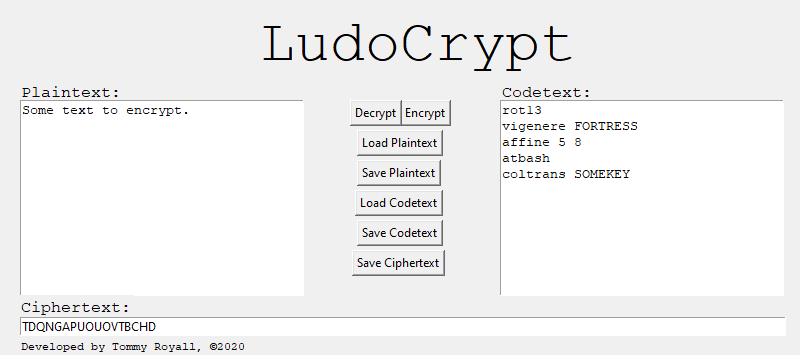 LudoCrypt
Plaintext:
Some text to encrypt.
Decrypt Encrypt
Load Plaintext
Save Plaintext
Load Codetext
Save Codetext
Save Ciphertext
Codetext:
rot13
vigenere FORTRESS
affine 5 8
atbash
coltrans SOMEKEY
Ciphertext:
TDQNGAPUOUOVTBCHD
Developed by Tommy Royall, ©2020